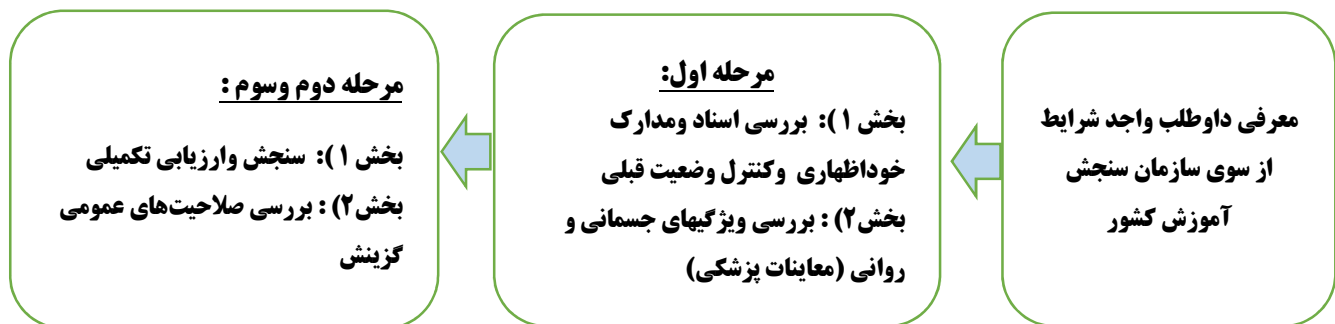 معرفی داوطلب واجد شرایط
از سوی سازمان سنجش
آموزش کشور
مرحله اول:
بخش ۱): بررسی اسناد ومدارک
خوداظهاری وکنترل وضعیت قبلی
بخش۲) : بررسی ویژگیهای جسمانی و
روانی (معاینات پزشکی)
مرحله دوم وسوم :
بخش ۱): سنجش وارزیابی تکمیلی
بخش۲) : بررسی صلاحیت‌های عمومی
گزینش